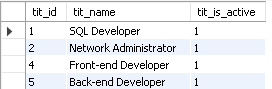 tit_id tit_name tit_is_active
1 SQL Developer 1
2 Network Administrator 1
4 Front-end Developer 1
5 Back-end Developer 1